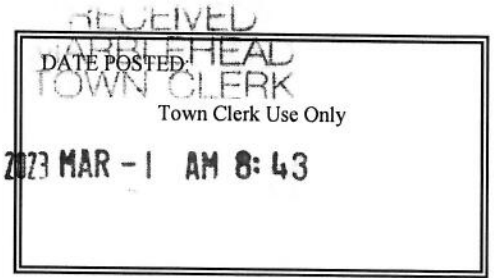 RECEIVED
MARBLEHEAD
DATE POSTED:
TOWN CLERK
Town Clerk Use Only
2023 MAR - 1 AM 8: 43